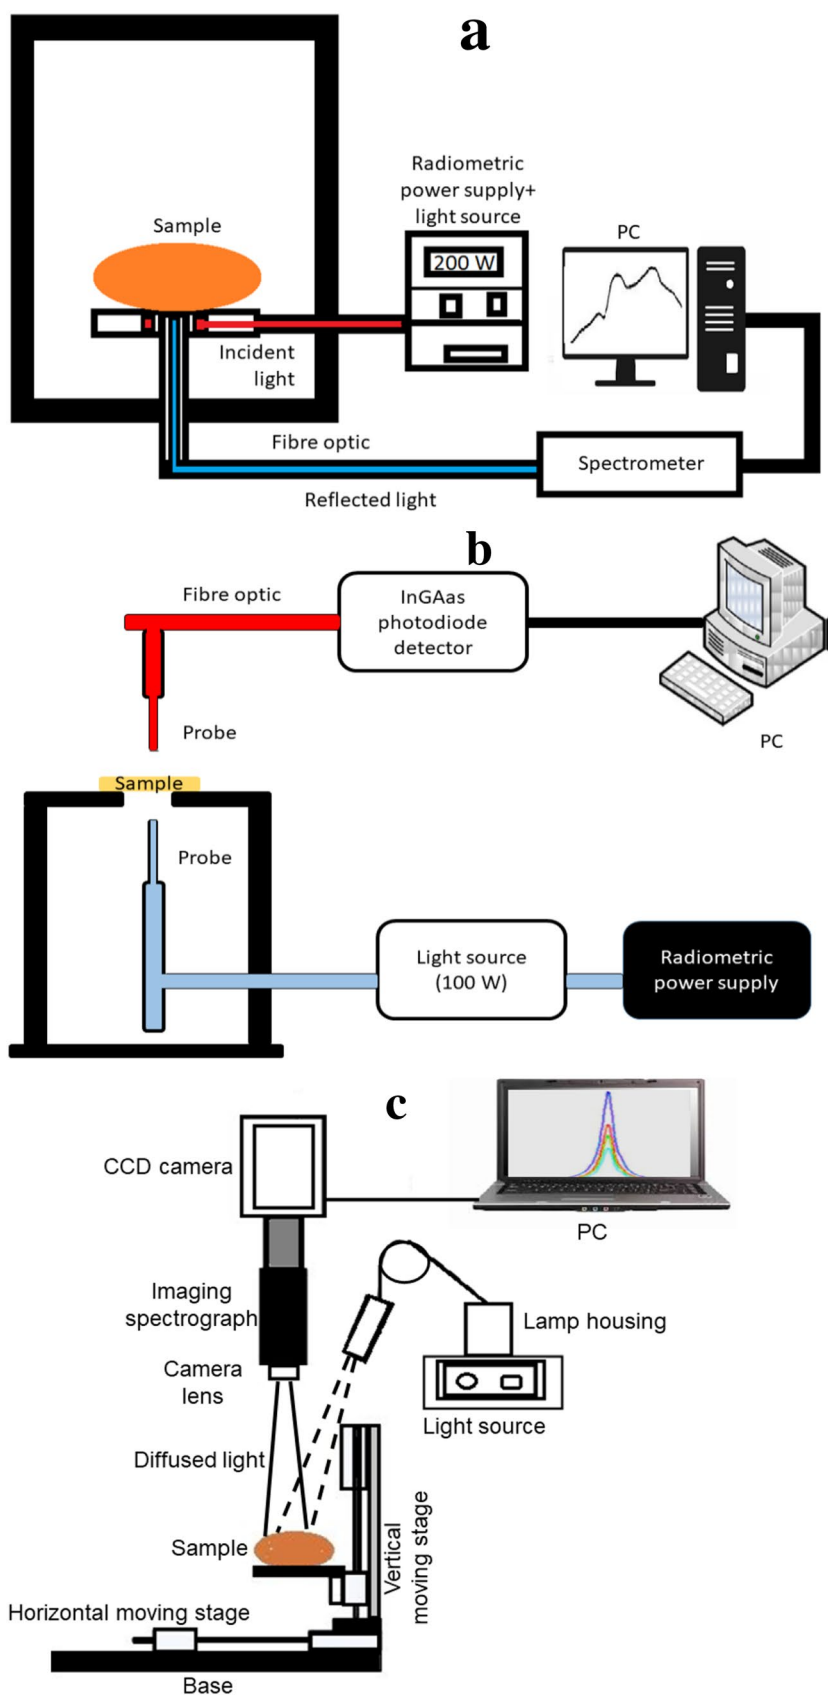 a
Radiometric
power supply+
light source
Sample
PC
200 W
Incident
light
Fibre optic
Spectrometer
Reflected light
b
Fibre optic
InGAas
photodiode
detector
Probe
PC
Sample
Probe
Light source
(100 W)
Radiometric
power supply
c
CCD camera
PC
Imaging
spectrograph
Lamp housing
Camera
lens
Light source
Diffused light
Sample
Vertical
moving stage
Horizontal moving stage
Base